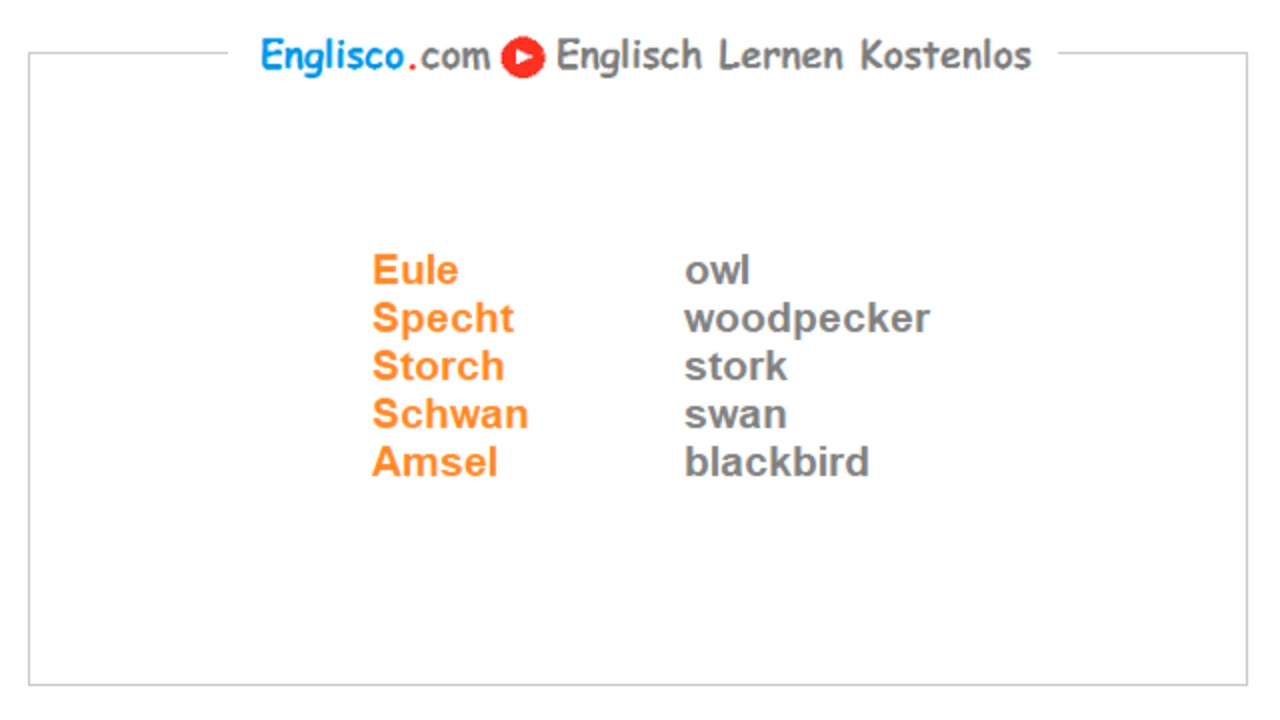 Englisco.com Englisch Lernen Kostenlos
Eule owl
Specht woodpecker
Storch stork
Schwan swan
Amsel blackbird